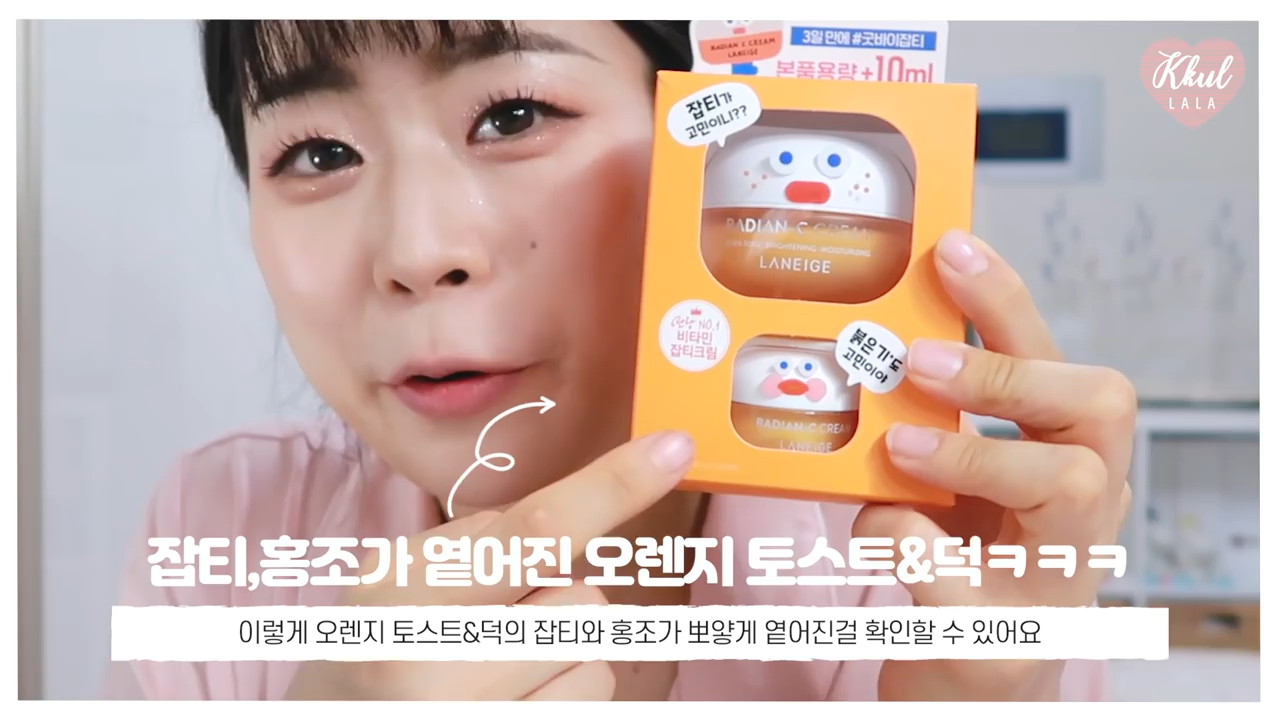 RADIAN-C CREAM
LANEIGE
3일 만에 #굿바이잡티
본품용량 +10ml
Kkul
LALA
잡티가
고민이니??
RADIAN-C CREAM
LANEIGE
NO.1
비타민
잡티크림
붉은기'도
고민이야
RADIAN-C CREAM
LANEIGE
잡티,홍조가 옅어진 오렌지 토스트&덕ㅋㅋㅋ
이렇게 오렌지 토스트&덕의 잡티와 홍조가 뽀얗게 옅어진걸 확인할 수 있어요